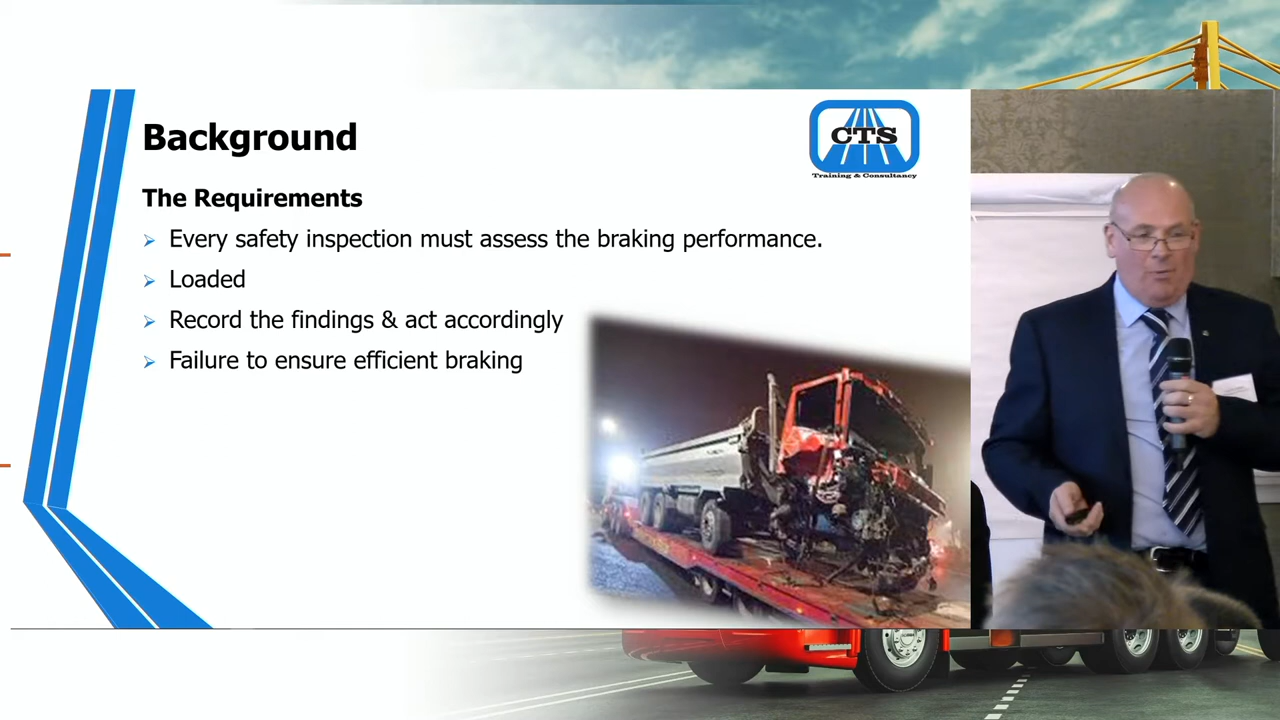 Background
CTS
Training & Consultancy
The Requirements
Every safety inspection must assess the braking performance.
Loaded
Record the findings & act accordingly
Failure to ensure efficient braking